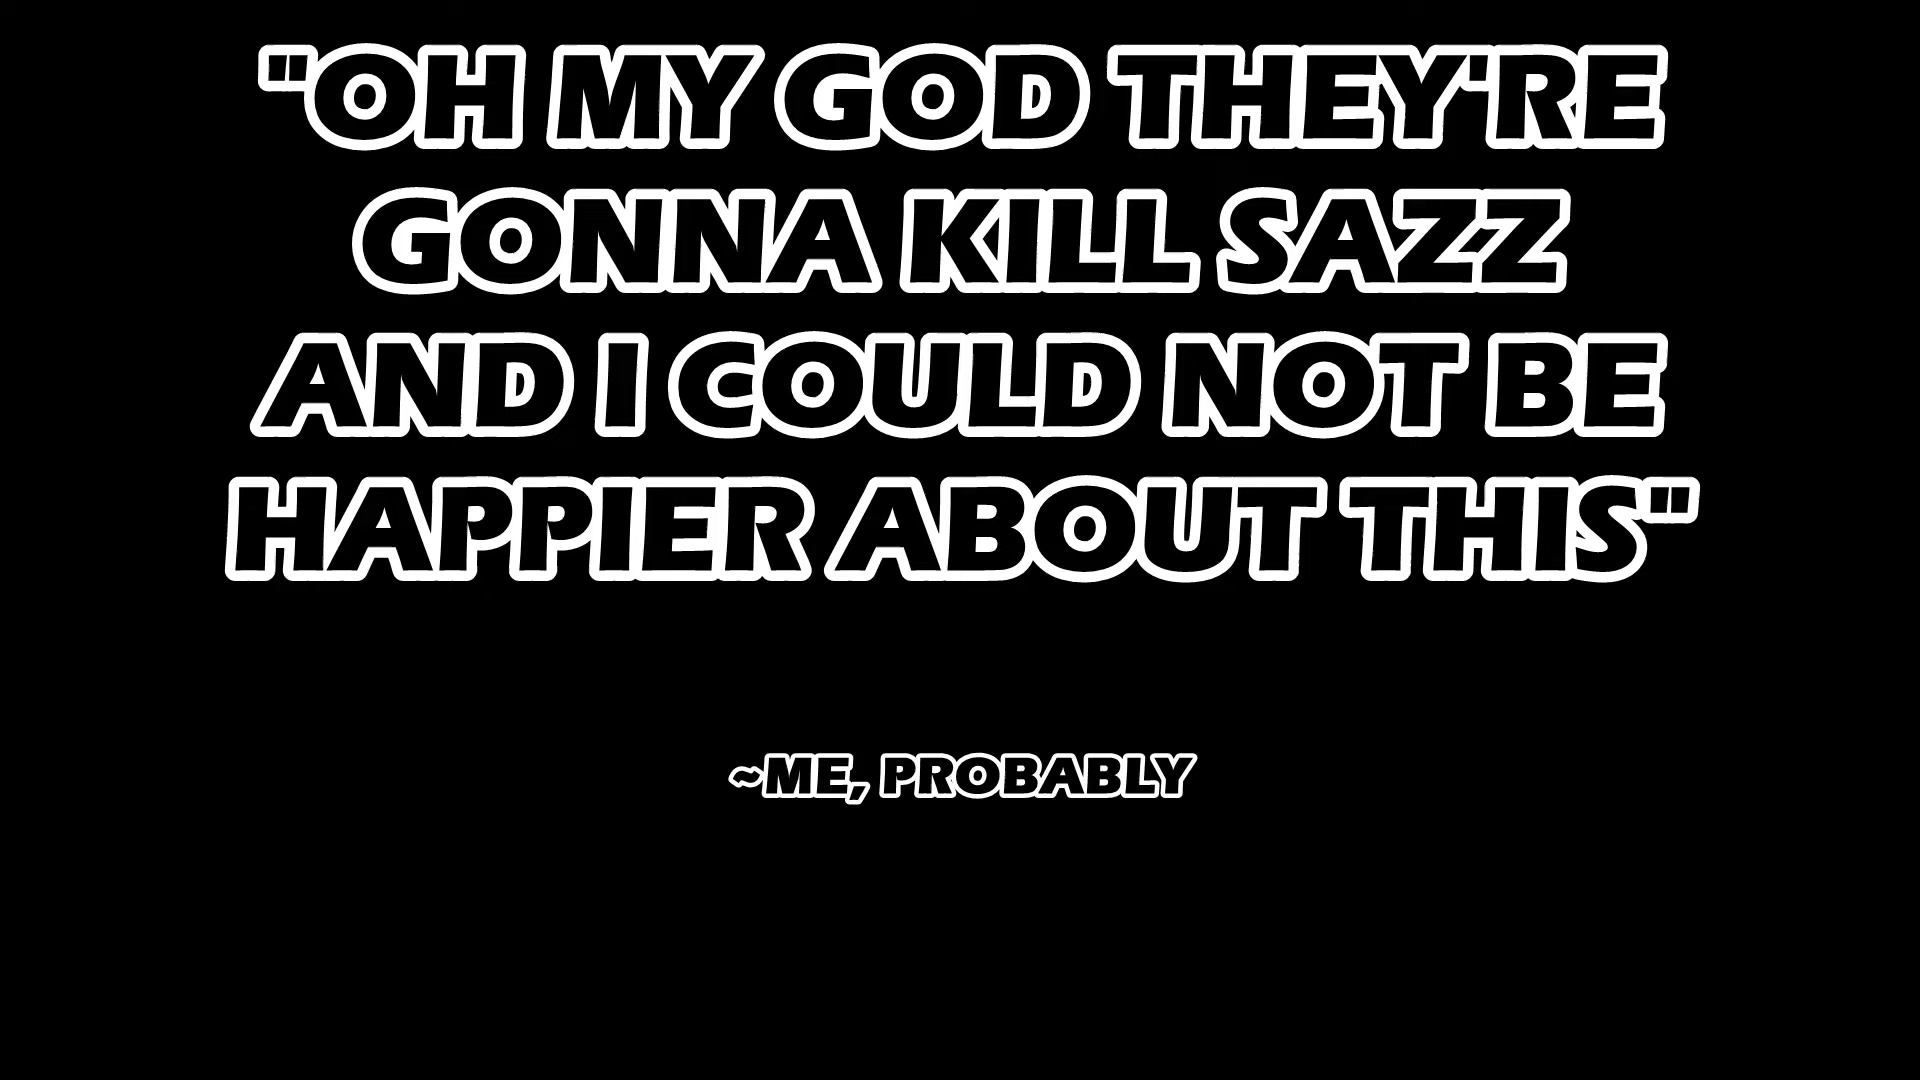 "OH MY GOD THEY'RE
GONNA KILL SAZZ
AND I COULD NOT BE
HAPPIER ABOUT THIS"
~ME, PROBABLY